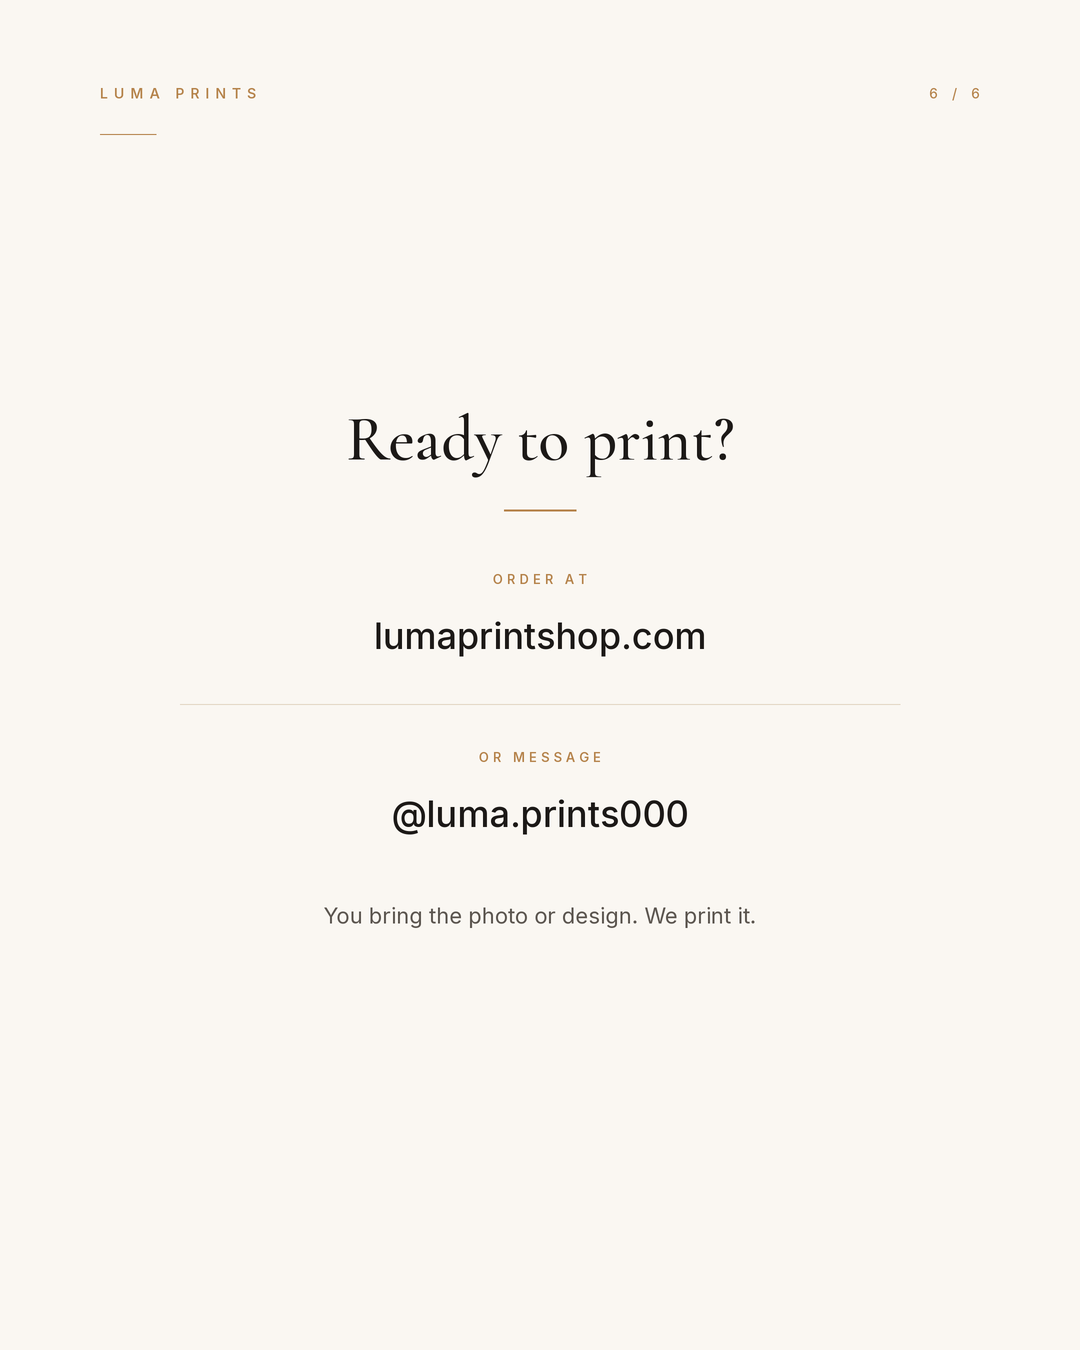 LUMA PRINTS
6 / 6
Ready to print?
ORDER AT
lumaprintshop.com
OR MESSAGE
@luma.prints000
You bring the photo or design. We print it.